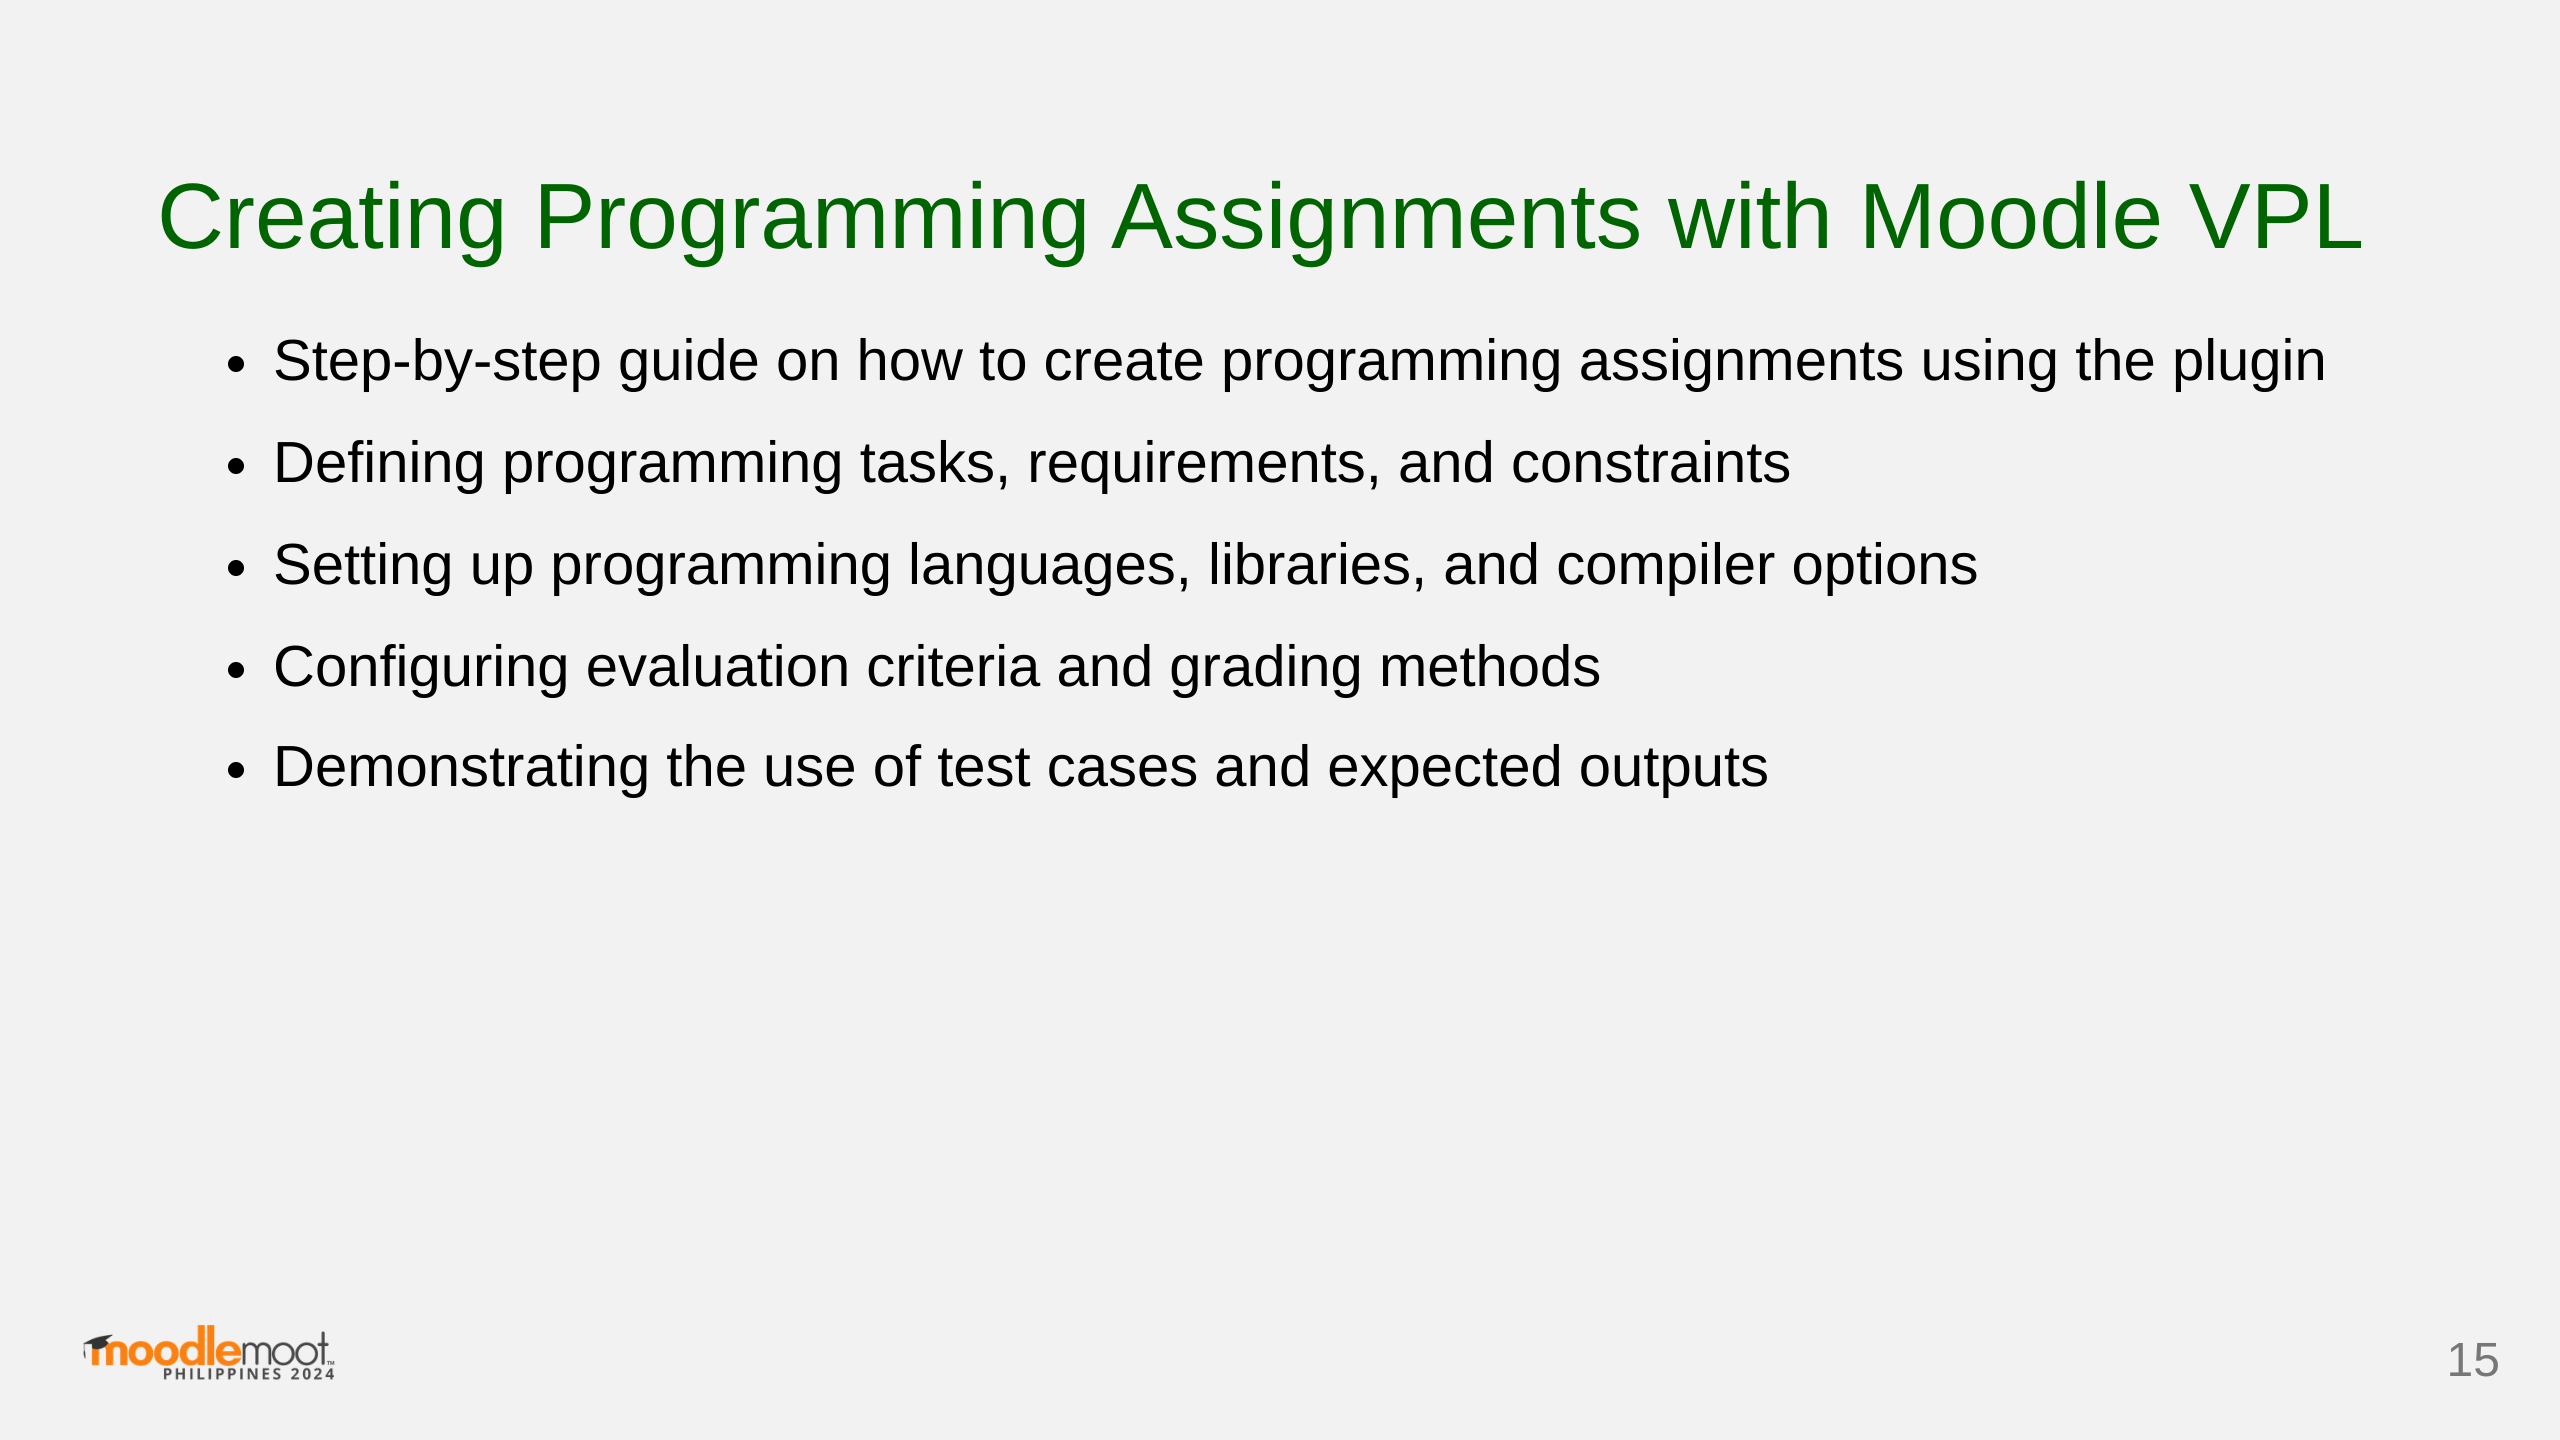 Creating Programming Assignments with Moodle VPL
• Step-by-step guide on how to create programming assignments using the plugin
• Defining programming tasks, requirements, and constraints
• Setting up programming languages, libraries, and compiler options
• Configuring evaluation criteria and grading methods
• Demonstrating the use of test cases and expected outputs
moodlemoot™
PHILIPPINES 2024
15